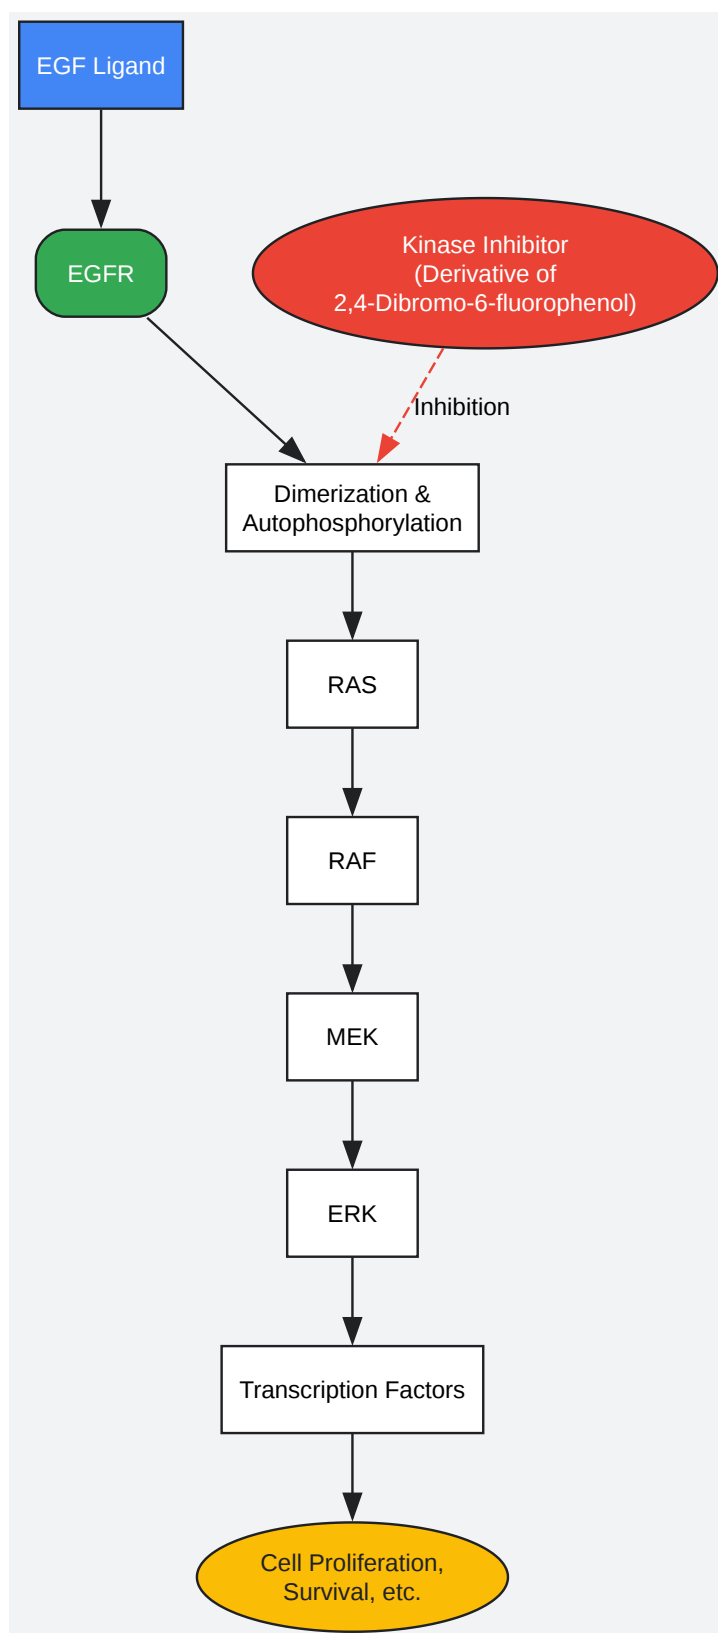 EGF Ligand
EGFR
Kinase Inhibitor
(Derivative of
2,4-Dibromo-6-fluorophenol)
Inhibition
Dimerization &
Autophosphorylation
RAS
RAF
MEK
ERK
Transcription Factors
Cell Proliferation,
Survival, etc.